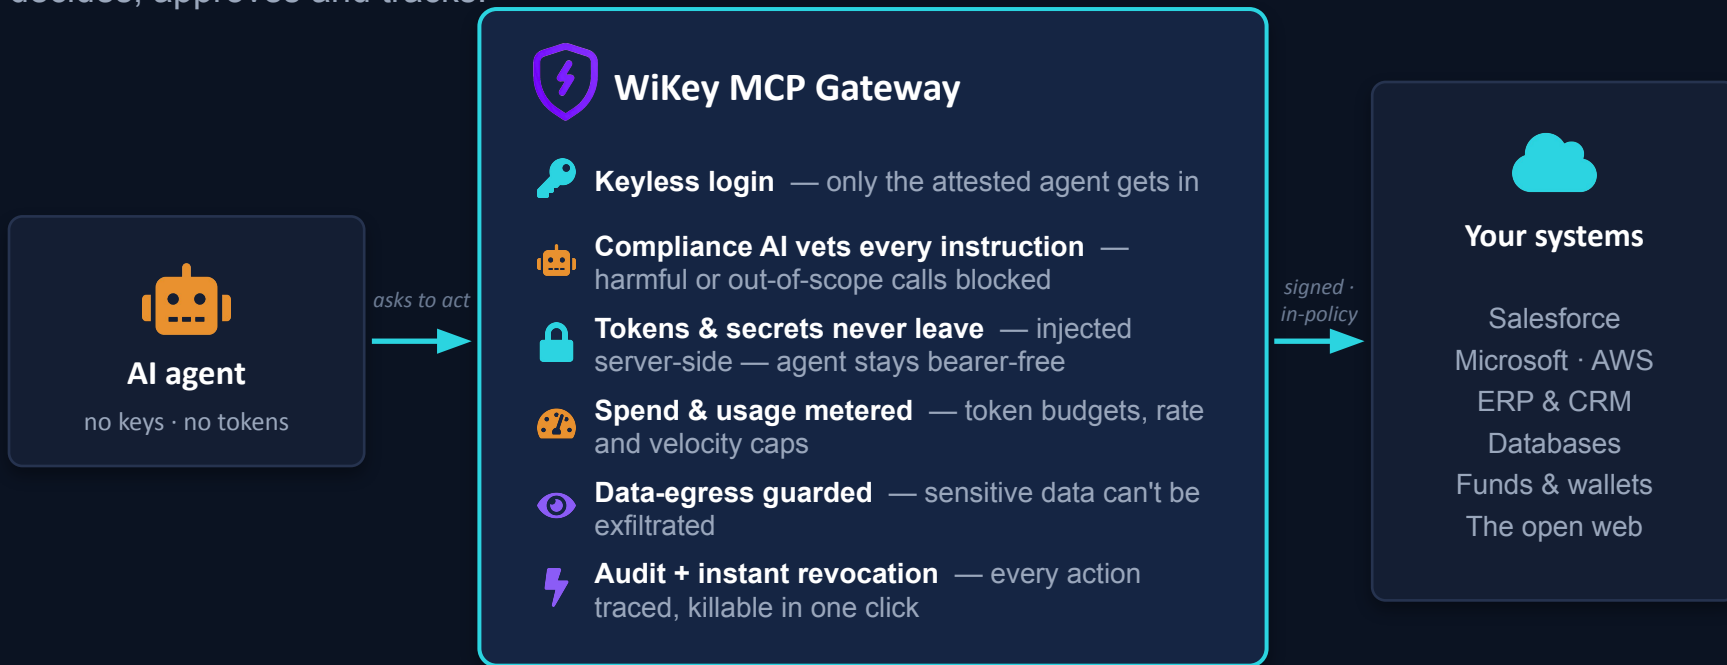 decides, approves and tracks.
WiKey MCP Gateway
Keyless login — only the attested agent gets in
Compliance AI vets every instruction —
harmful or out-of-scope calls blocked
Tokens & secrets never leave — injected
server-side — agent stays bearer-free
Spend & usage metered — token budgets, rate
and velocity caps
Data-egress guarded — sensitive data can't be
exfiltrated
Audit + instant revocation — every action
traced, killable in one click
AI agent
no keys · no tokens
asks to act
signed ·
in-policy
Your systems
Salesforce
Microsoft · AWS
ERP & CRM
Databases
Funds & wallets
The open web